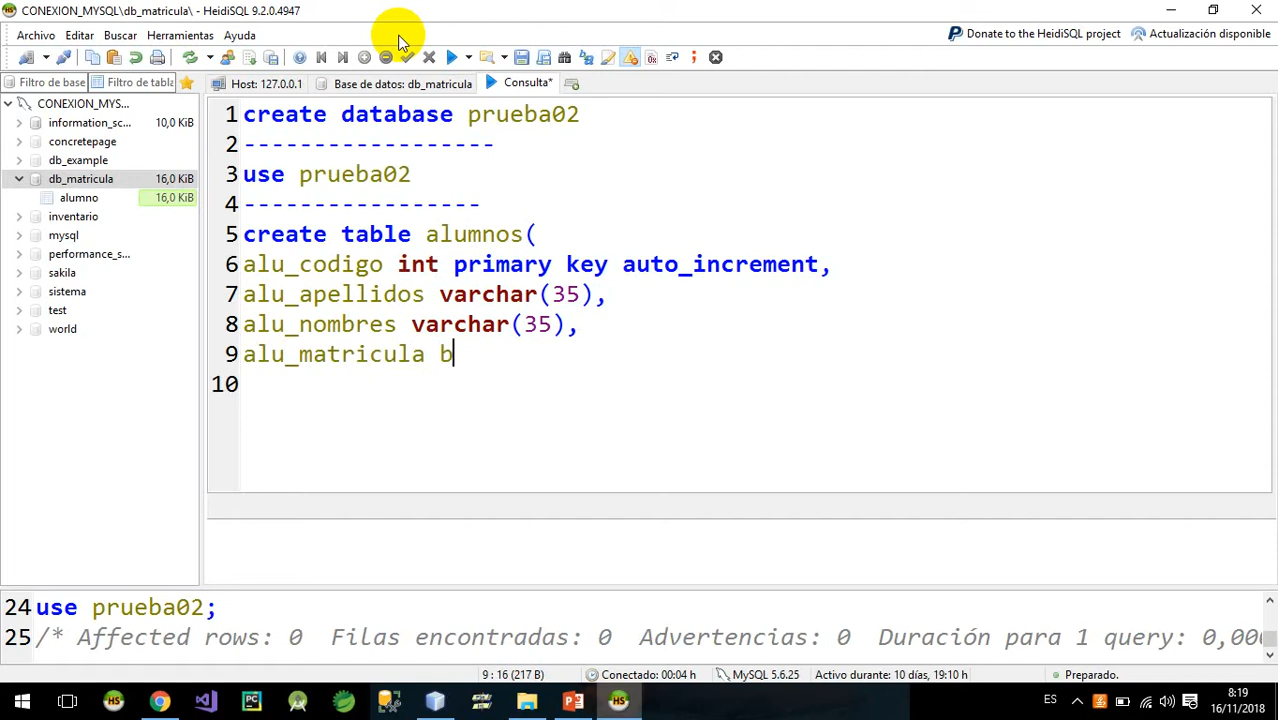 CONEXION_MYSQL\db_matricula\ - HeidiSQL 9.2.0.4947
Archivo Editar Buscar Herramientas Ayuda
Donate to the HeidiSQL project Actualización disponible
Filtro de base Filtro de tabla Host: 127.0.0.1 Base de datos: db_matricula Consulta*
CONEXION_MYS...
information_sc... 10,0 KiB
concretepage
db_example
db_matricula 16,0 KiB
alumno 16,0 KiB
inventario
mysql
performance_s...
sakila
sistema
test
world
1 create database prueba02
2 ------------------
3 use prueba02
4 -----------------
5 create table alumnos(
6 alu_codigo int primary key auto_increment,
7 alu_apellidos varchar(35),
8 alu_nombres varchar(35),
9 alu_matricula b
10
24 use prueba02;
25 /* Affected rows: 0 Filas encontradas: 0 Advertencias: 0 Duración para 1 query: 0,000
9 : 16 (217 B) Conectado: 00:04 h MySQL 5.6.25 Activo durante: 10 días, 19:10 h Preparado.
ES 8:19
16/11/2018